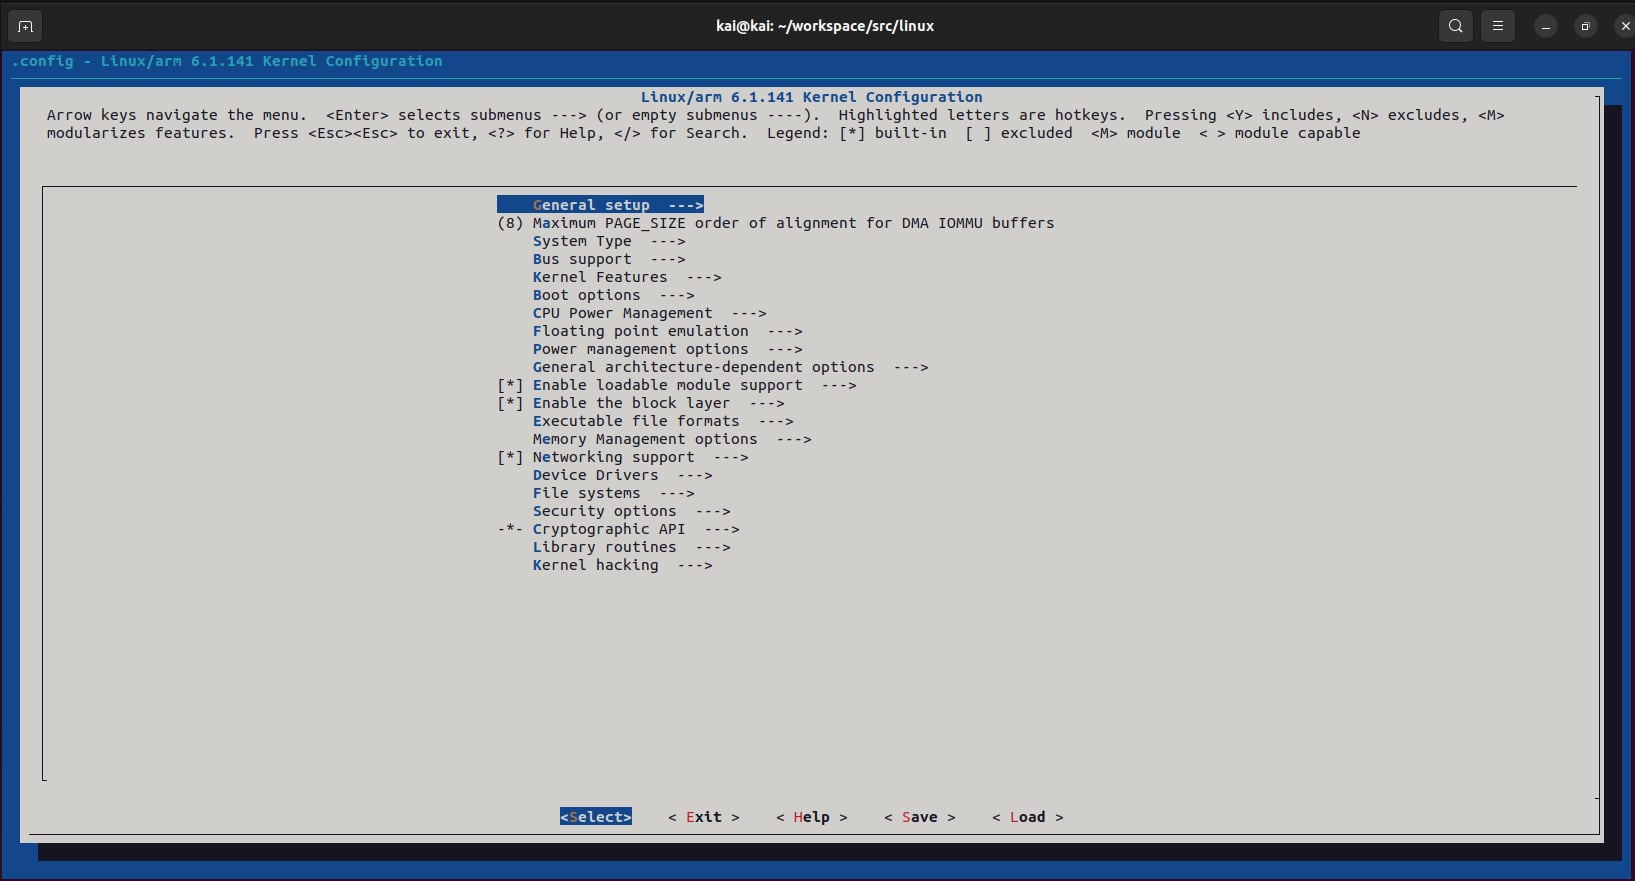 kai@kai: ~/workspace/src/linux
.config - Linux/arm 6.1.141 Kernel Configuration
Linux/arm 6.1.141 Kernel Configuration
Arrow keys navigate the menu.  <Enter> selects submenus ---> (or empty submenus ----).  Highlighted letters are hotkeys.  Pressing <Y> includes, <N> excludes, <M>
modularizes features.  Press <Esc><Esc> to exit, <?> for Help, </> for Search.  Legend: [*] built-in  [ ] excluded  <M> module  < > module capable
General setup  --->
(8) Maximum PAGE_SIZE order of alignment for DMA IOMMU buffers
System Type  --->
Bus support  --->
Kernel Features  --->
Boot options  --->
CPU Power Management  --->
Floating point emulation  --->
Power management options  --->
General architecture-dependent options  --->
[*] Enable loadable module support  --->
[*] Enable the block layer  --->
Executable file formats  --->
Memory Management options  --->
[*] Networking support  --->
Device Drivers  --->
File systems  --->
Security options  --->
-*- Cryptographic API  --->
Library routines  --->
Kernel hacking  --->
<Select>    < Exit >    < Help >    < Save >    < Load >